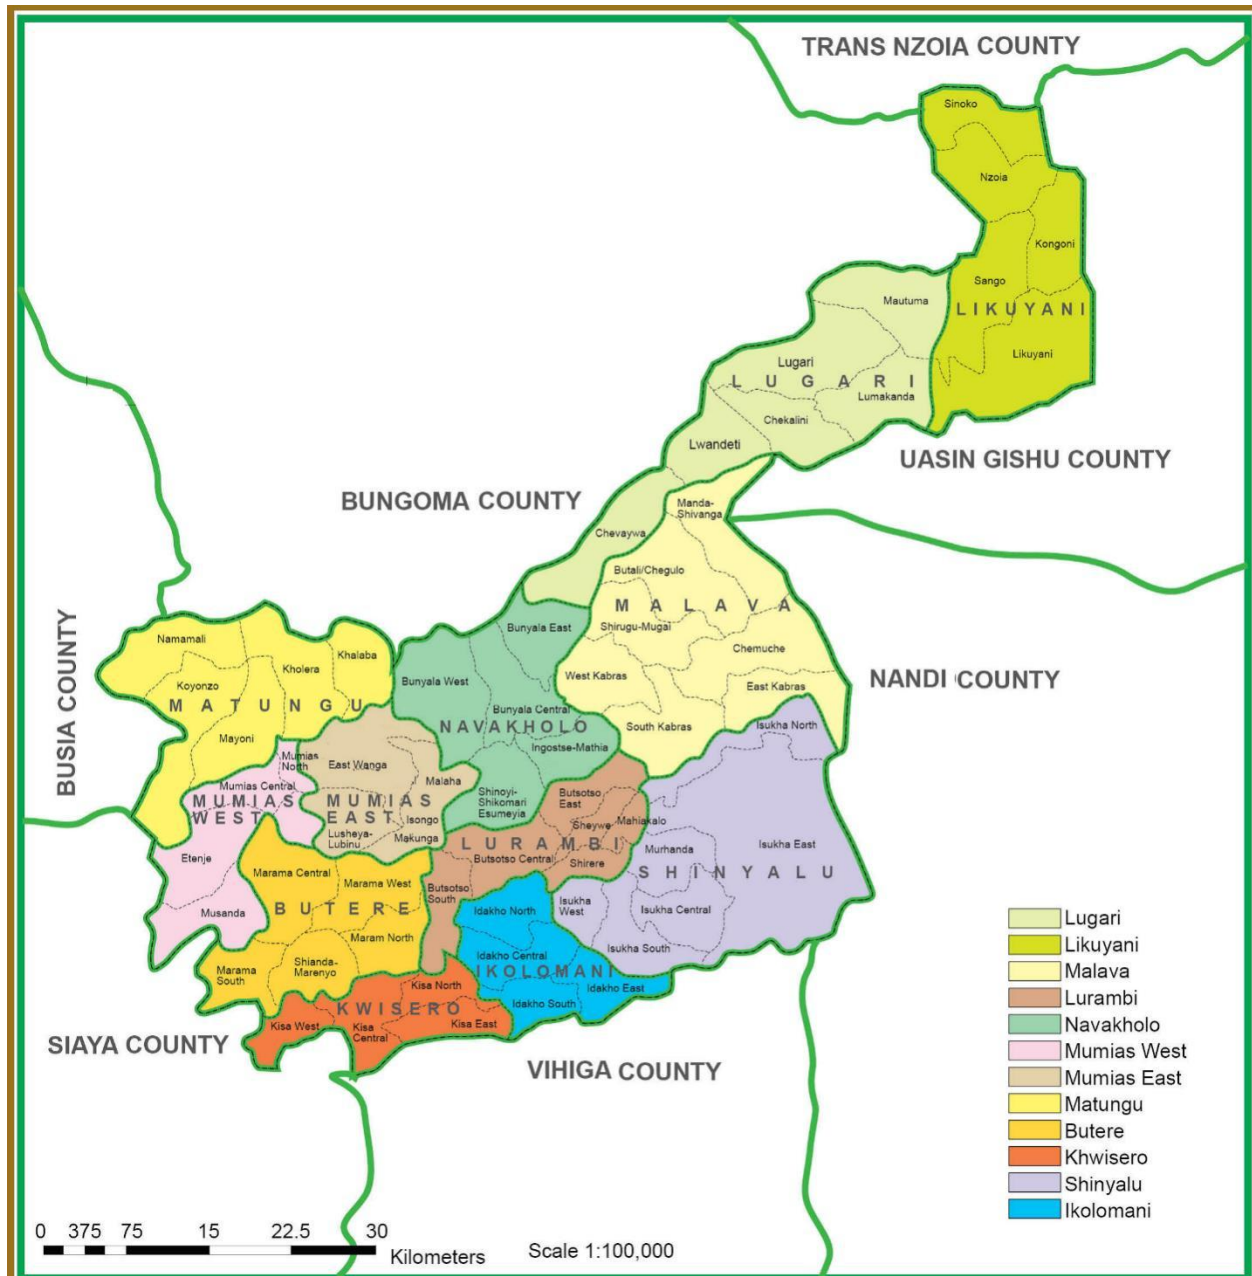 TRANS NZOIA COUNTY
Sinoko
Nzoia
Kongoni
Sango
LIKUYANI
Likuyani
Mautuma
Lugari
LUGARI
Lumakanda
Chekalini
Lwandeti
UASIN GISHU COUNTY
BUNGOMA COUNTY
Manda-
Shivanga
Chevaywa
Butali/Chegulo
MALAVA
Shirugu-Mugai
Chemuche
West Kabras
East Kabras
South Kabras
NANDI COUNTY
BUSIA COUNTY
Namamali
Kholera
Khalaba
Koyonzo
MATUNGU
Mayoni
Bunyala East
Bunyala West
Bunyala Central
NAVAKHOLO
Ingostse-Mathia
Shinoyi-
Shikomari
Esumeyia
Isukha North
Mumias
North
Mumias Central
MUMIAS
WEST
Etenje
Musanda
East Wanga
Malaha
MUMIAS
EAST
Isongo
Lusheya-
Lubinu
Makunga
Butsotso
East
Sheywe
Mahiakalo
LURAMBI
Butsotso Central
Shirere
Butsotso
South
Murhanda
Isukha East
SHINYALU
Isukha
West
Isukha Central
Isukha South
Marama Central
Marama West
BUTERE
Maram North
Shianda-
Marenyo
Marama
South
Idakho North
Idakho Central
IKOLOMANI
Idakho East
Idakho South
Kisa North
KWISERO
Kisa West
Kisa
Central
Kisa East
SIAYA COUNTY
VIHIGA COUNTY
Lugari
Likuyani
Malava
Lurambi
Navakholo
Mumias West
Mumias East
Matungu
Butere
Khwisero
Shinyalu
Ikolomani
0 375 75 15 22.5 30
Kilometers
Scale 1:100,000